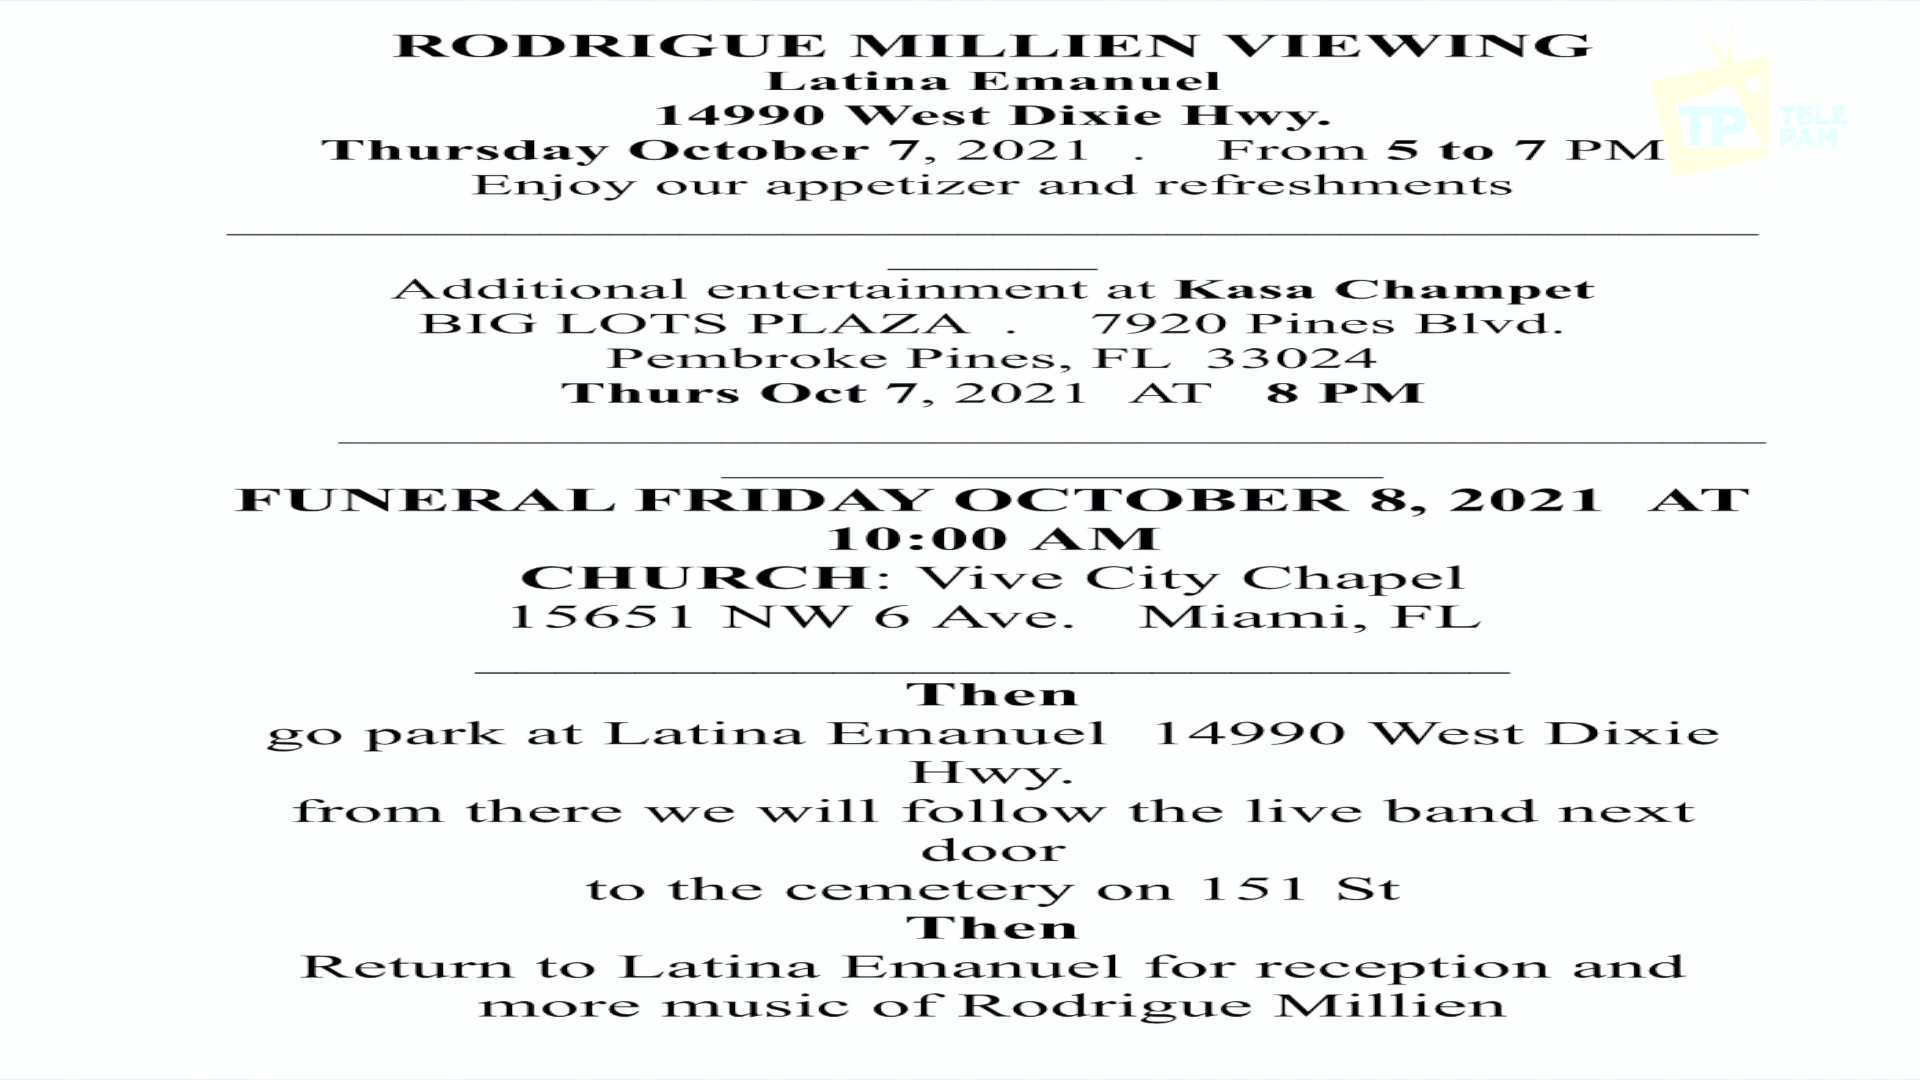 RODRIGUE MILLIEN VIEWING
Latina Emanuel
14990 West Dixie Hwy.
Thursday October 7, 2021 . From 5 to 7 PM
Enjoy our appetizer and refreshments
Additional entertainment at Kasa Champet
BIG LOTS PLAZA . 7920 Pines Blvd.
Pembroke Pines, FL 33024
Thurs Oct 7, 2021 AT 8 PM
FUNERAL FRIDAY OCTOBER 8, 2021 AT
10:00 AM
CHURCH: Vive City Chapel
15651 NW 6 Ave. Miami, FL
Then
go park at Latina Emanuel 14990 West Dixie
Hwy.
from there we will follow the live band next
door
to the cemetery on 151 St
Then
Return to Latina Emanuel for reception and
more music of Rodrigue Millien
TP
TELE
PAM